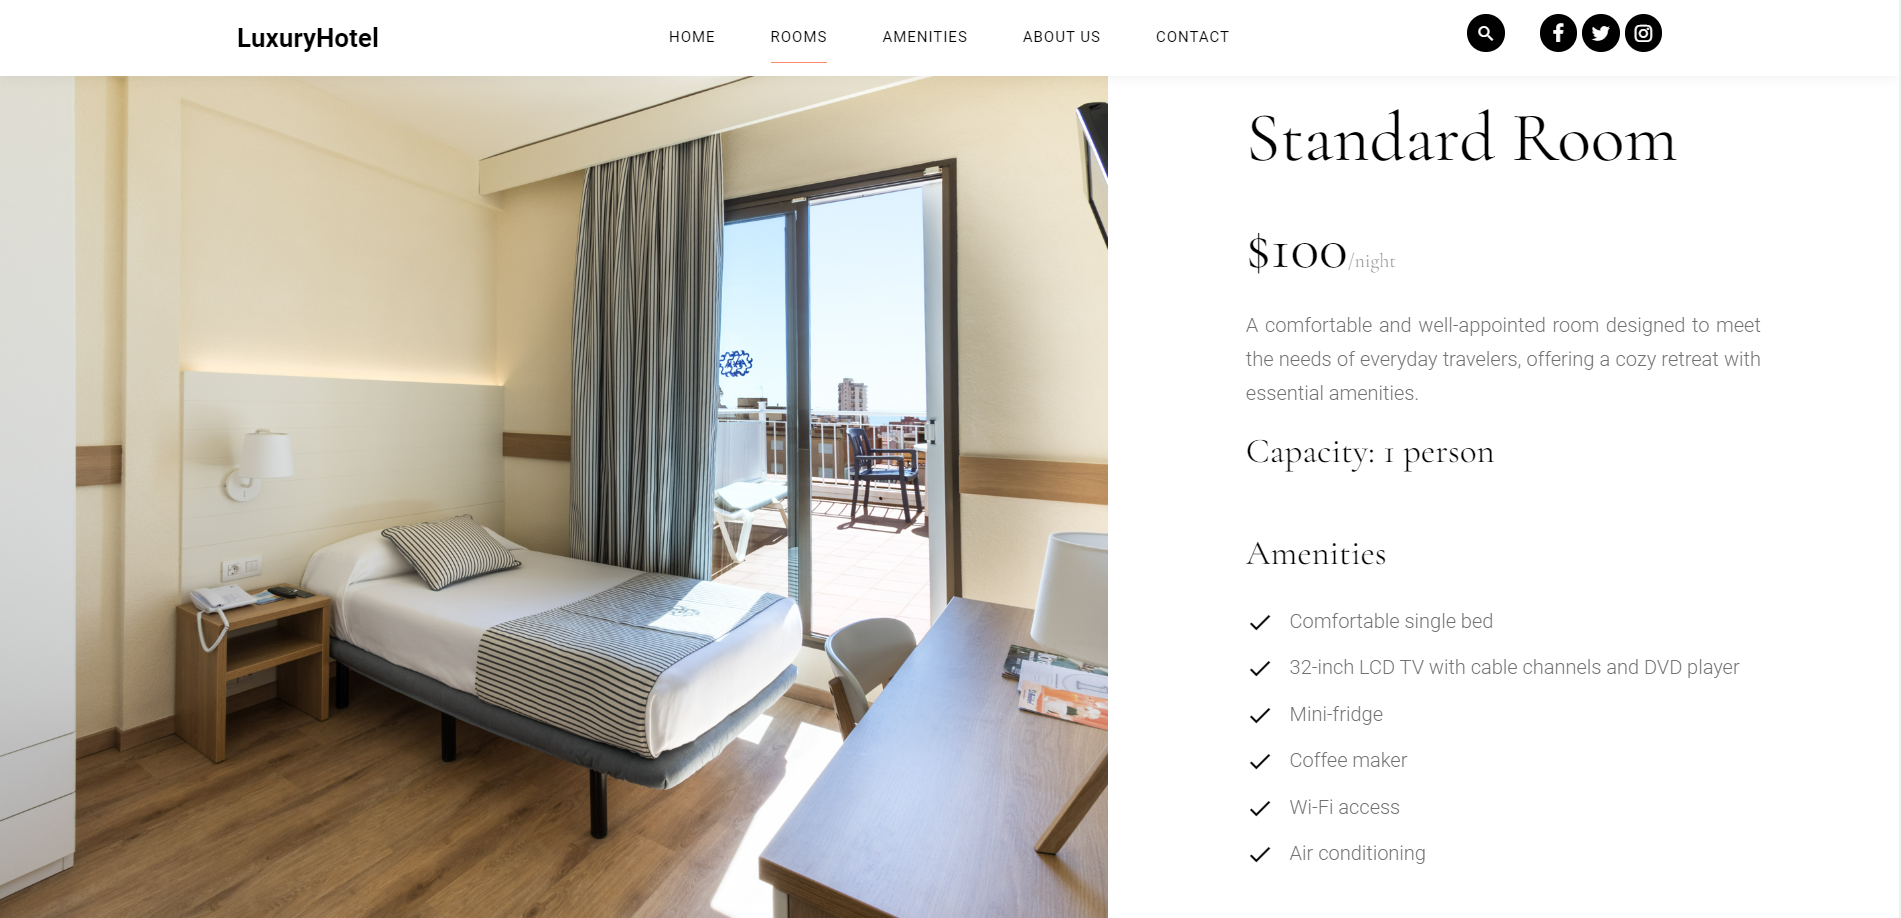 LuxuryHotel
HOME
ROOMS
AMENITIES
ABOUT US
CONTACT
Standard Room
$100/night
A comfortable and well-appointed room designed to meet
the needs of everyday travelers, offering a cozy retreat with
essential amenities.
Capacity: 1 person
Amenities
Comfortable single bed
32-inch LCD TV with cable channels and DVD player
Mini-fridge
Coffee maker
Wi-Fi access
Air conditioning